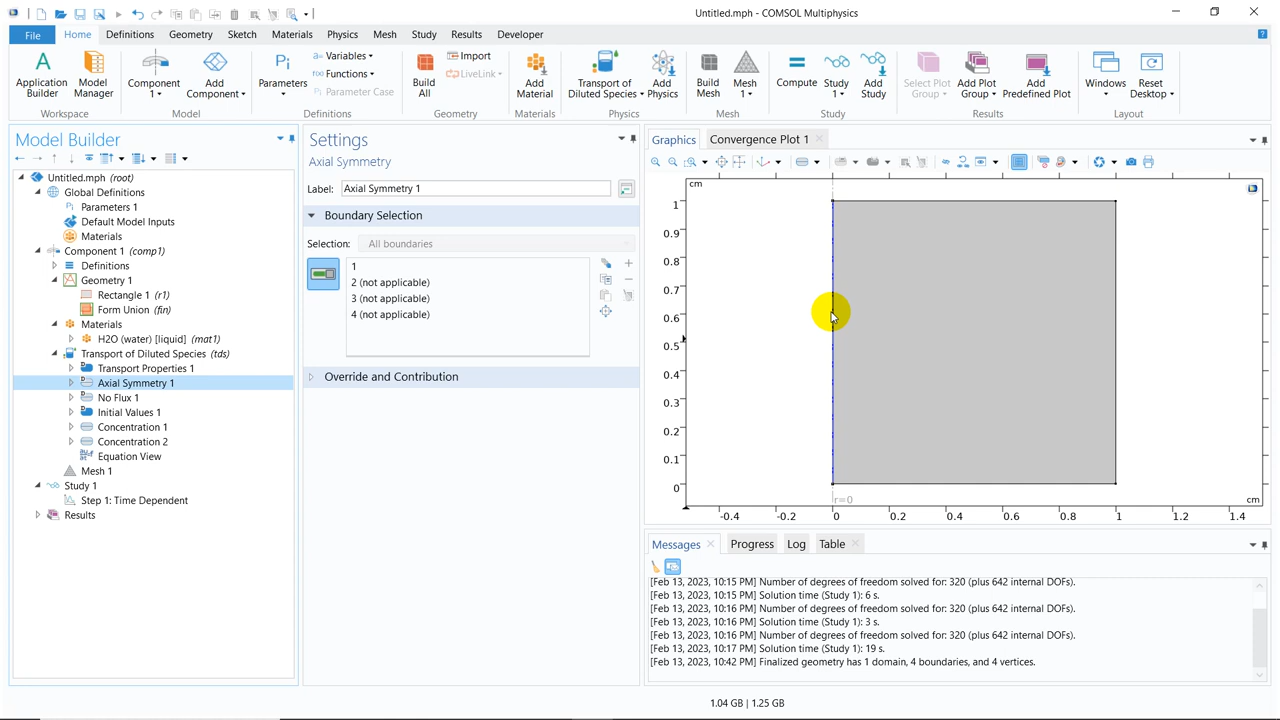 Untitled.mph - COMSOL Multiphysics
File Home Definitions Geometry Sketch Materials Physics Mesh Study Results Developer
Application Builder
Model Manager
Component 1
Add Component
Parameters
a= Variables
f(x) Functions
Pi Parameter Case
Build All
Import
LiveLink
Add Material
Transport of Diluted Species
Add Physics
Build Mesh
Mesh 1
Compute
Study 1
Add Study
Select Plot Group
Add Plot Group
Add Predefined Plot
Windows
Reset Desktop
Workspace Model Definitions Geometry Materials Physics Mesh Study Results Layout
Model Builder
Untitled.mph (root)
Global Definitions
Pi Parameters 1
Default Model Inputs
Materials
Component 1 (comp1)
Definitions
Geometry 1
Rectangle 1 (r1)
Form Union (fin)
Materials
H2O (water) [liquid] (mat1)
Transport of Diluted Species (tds)
Transport Properties 1
Axial Symmetry 1
No Flux 1
Initial Values 1
Concentration 1
Concentration 2
Equation View
Mesh 1
Study 1
Step 1: Time Dependent
Results
Settings
Axial Symmetry
Label: Axial Symmetry 1
Boundary Selection
Selection: All boundaries
1
2 (not applicable)
3 (not applicable)
4 (not applicable)
Override and Contribution
Graphics Convergence Plot 1
cm
1
0.9
0.8
0.7
0.6
0.5
0.4
0.3
0.2
0.1
0
r=0
cm
-0.4 -0.2 0 0.2 0.4 0.6 0.8 1 1.2 1.4
Messages Progress Log Table
[Feb 13, 2023, 10:15 PM] Number of degrees of freedom solved for: 320 (plus 642 internal DOFs).
[Feb 13, 2023, 10:15 PM] Solution time (Study 1): 6 s.
[Feb 13, 2023, 10:16 PM] Number of degrees of freedom solved for: 320 (plus 642 internal DOFs).
[Feb 13, 2023, 10:16 PM] Solution time (Study 1): 3 s.
[Feb 13, 2023, 10:16 PM] Number of degrees of freedom solved for: 320 (plus 642 internal DOFs).
[Feb 13, 2023, 10:17 PM] Solution time (Study 1): 19 s.
[Feb 13, 2023, 10:42 PM] Finalized geometry has 1 domain, 4 boundaries, and 4 vertices.
1.04 GB | 1.25 GB